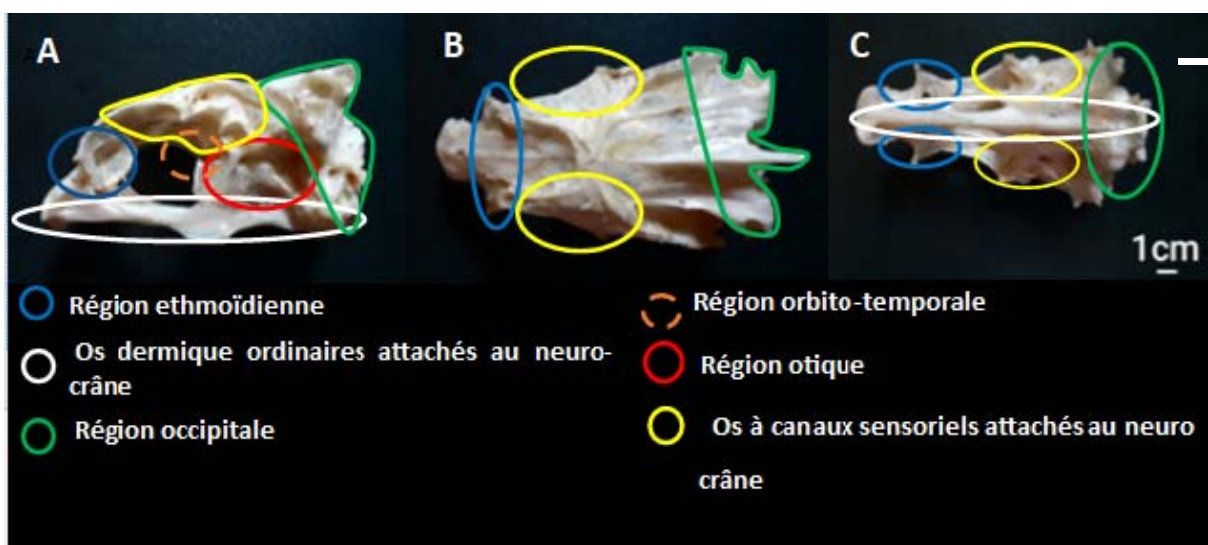 A
B
C
1cm
Région ethmoïdienne
Os dermique ordinaires attachés au neuro-
crâne
Région occipitale
Région orbito-temporale
Région otique
Os à canaux sensoriels attachés au neuro
crâne